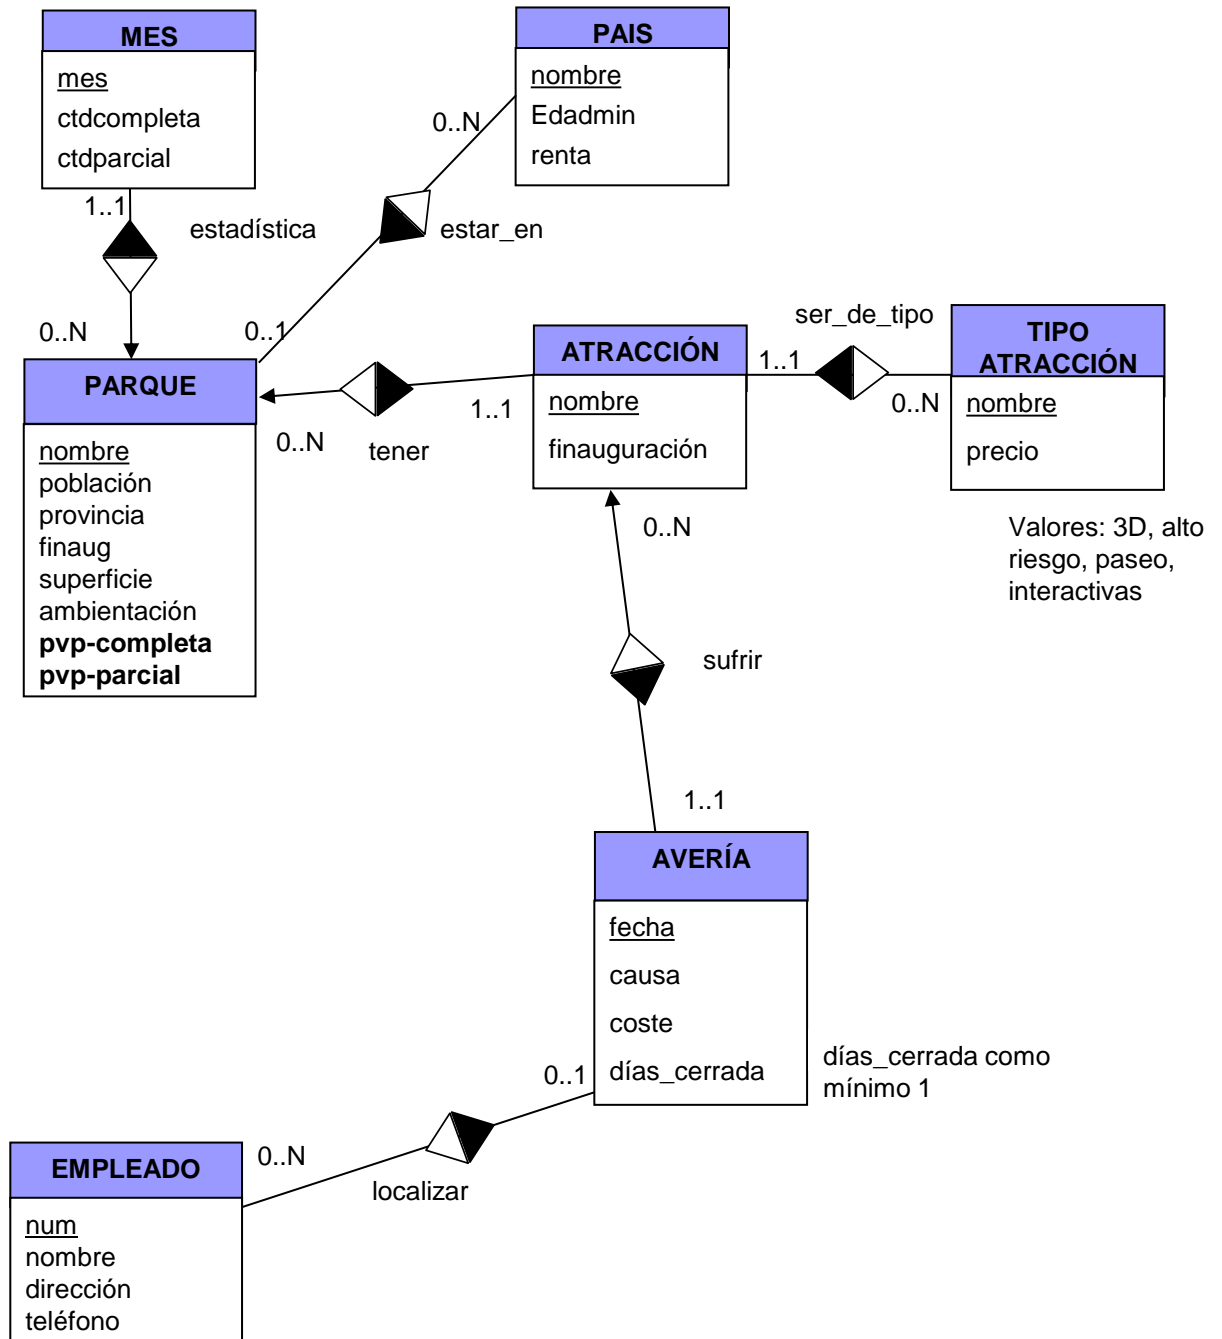 MES
mes
ctdcompleta
ctdparcial
PAIS
nombre
Edadmin
renta
0..N
1..1
estadística
estar_en
0..N
0..1
ser_de_tipo
PARQUE
nombre
población
provincia
finaug
superficie
ambientación
pvp-completa
pvp-parcial
0..N
tener
1..1
ATRACCIÓN
nombre
finauguración
1..1
0..N
TIPO
ATRACCIÓN
nombre
precio
Valores: 3D, alto
riesgo, paseo,
interactivas
0..N
sufrir
1..1
AVERÍA
fecha
causa
coste
días_cerrada
días_cerrada como
mínimo 1
0..1
0..N
localizar
EMPLEADO
num
nombre
dirección
teléfono